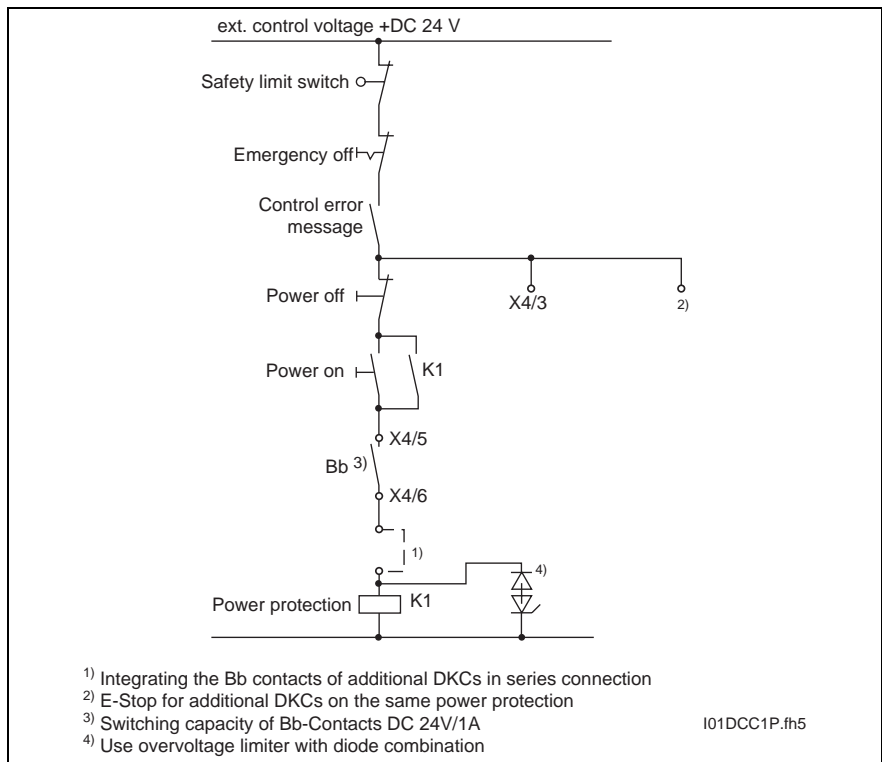 ext. control voltage +DC 24 V
Safety limit switch
Emergency off
Control error
message
Power off
X4/3
2)
Power on
K1
X4/5
Bb 3)
X4/6
1)
4)
Power protection
K1
1) Integrating the Bb contacts of additional DKCs in series connection
2) E-Stop for additional DKCs on the same power protection
3) Switching capacity of Bb-Contacts DC 24V/1A
I01DCC1P.fh5
4) Use overvoltage limiter with diode combination